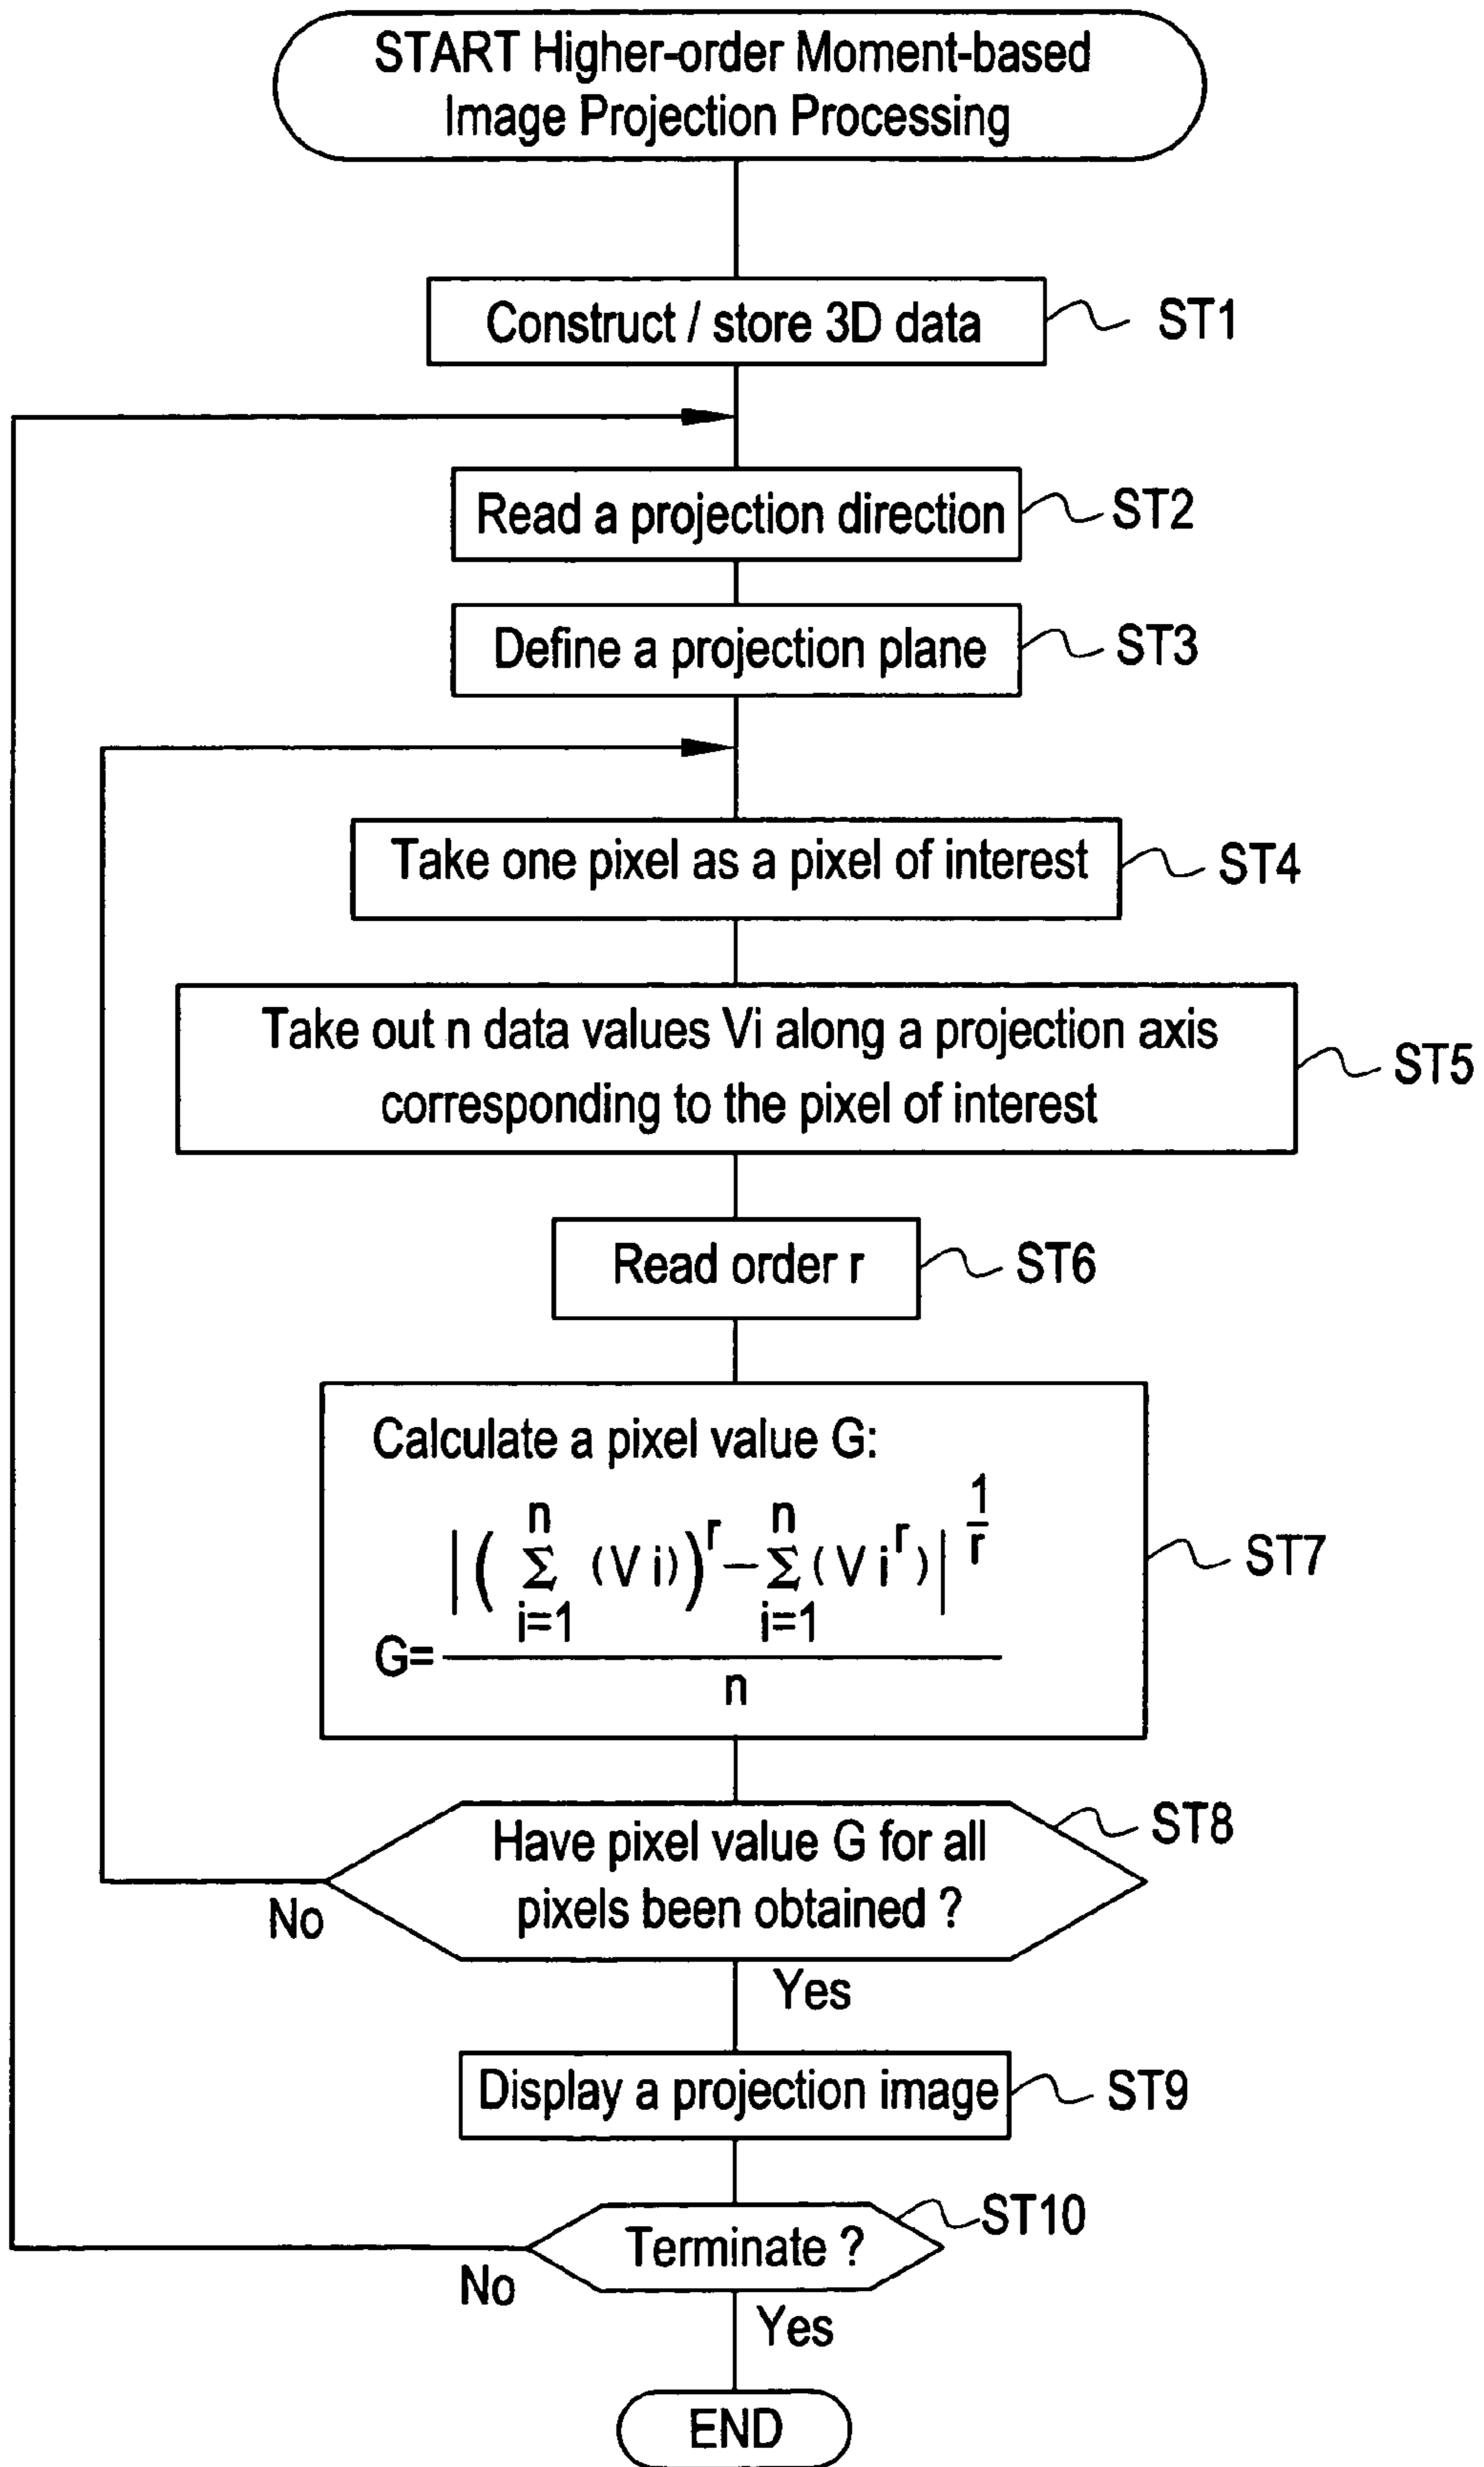 START Higher-order Moment-based
Image Projection Processing
Construct / store 3D data
ST1
Read a projection direction
ST2
Define a projection plane
ST3
Take one pixel as a pixel of interest
ST4
Take out n data values Vi along a projection axis
corresponding to the pixel of interest
ST5
Read order r
ST6
Calculate a pixel value G:
G= | ( n Σ i=1 (Vi) )^r – n Σ i=1 (Vi^r) |^1/r / n
ST7
Have pixel value G for all
pixels been obtained ?
ST8
No
Yes
Display a projection image
ST9
Terminate ?
ST10
No
Yes
END